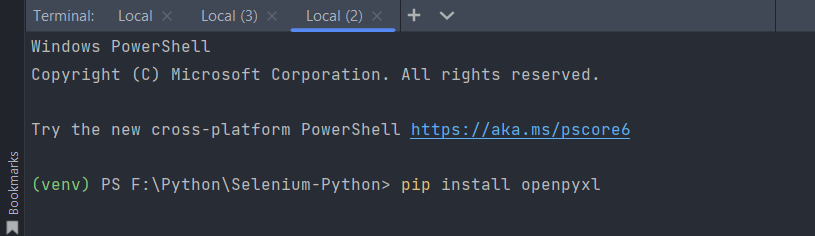 Terminal: Local × Local (3) × Local (2) ×
Windows PowerShell
Copyright (C) Microsoft Corporation. All rights reserved.
Try the new cross-platform PowerShell https://aka.ms/pscore6
(venv) PS F:\Python\Selenium-Python> pip install openpyxl
Bookmarks